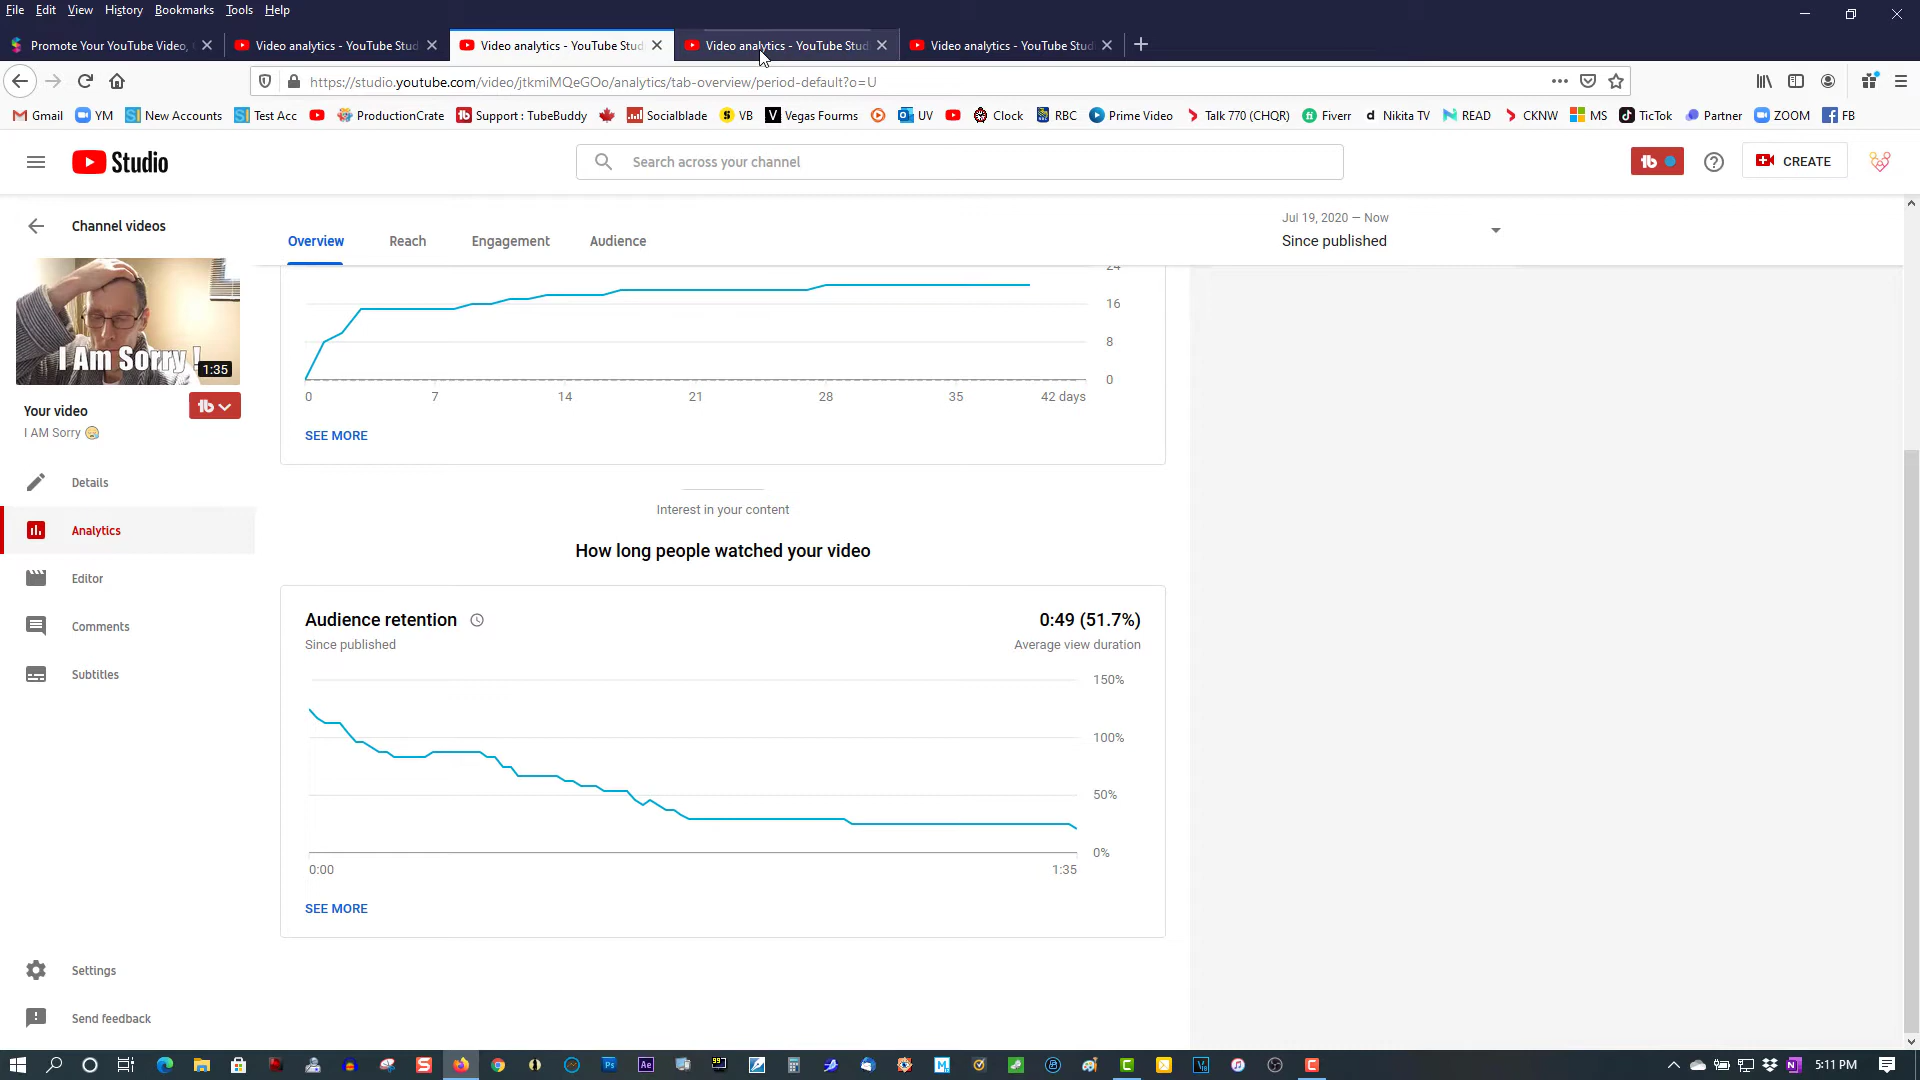 File Edit View History Bookmarks Tools Help
Promote Your YouTube Video,
Video analytics - YouTube Stud
Video analytics - YouTube Stud
Video analytics - YouTube Stud
Video analytics - YouTube Stud
https://studio.youtube.com/video/jtkmiMQeGOo/analytics/tab-overview/period-default?o=U
Gmail YM New Accounts Test Acc ProductionCrate Support : TubeBuddy Socialblade VB Vegas Fourms UV Clock RBC Prime Video Talk 770 (CHQR) Fiverr Nikita TV READ CKNW MS TicTok Partner ZOOM FB
Studio
Search across your channel
CREATE
Channel videos
Overview Reach Engagement Audience
Jul 19, 2020 — Now
Since published
I Am Sorry !
1:35
Your video
I AM Sorry 😪
Details
Analytics
Editor
Comments
Subtitles
Settings
Send feedback
24
16
8
0
0 7 14 21 28 35 42 days
SEE MORE
Interest in your content
How long people watched your video
Audience retention
0:49 (51.7%)
Since published
Average view duration
150%
100%
50%
0%
0:00 1:35
SEE MORE
5:11 PM